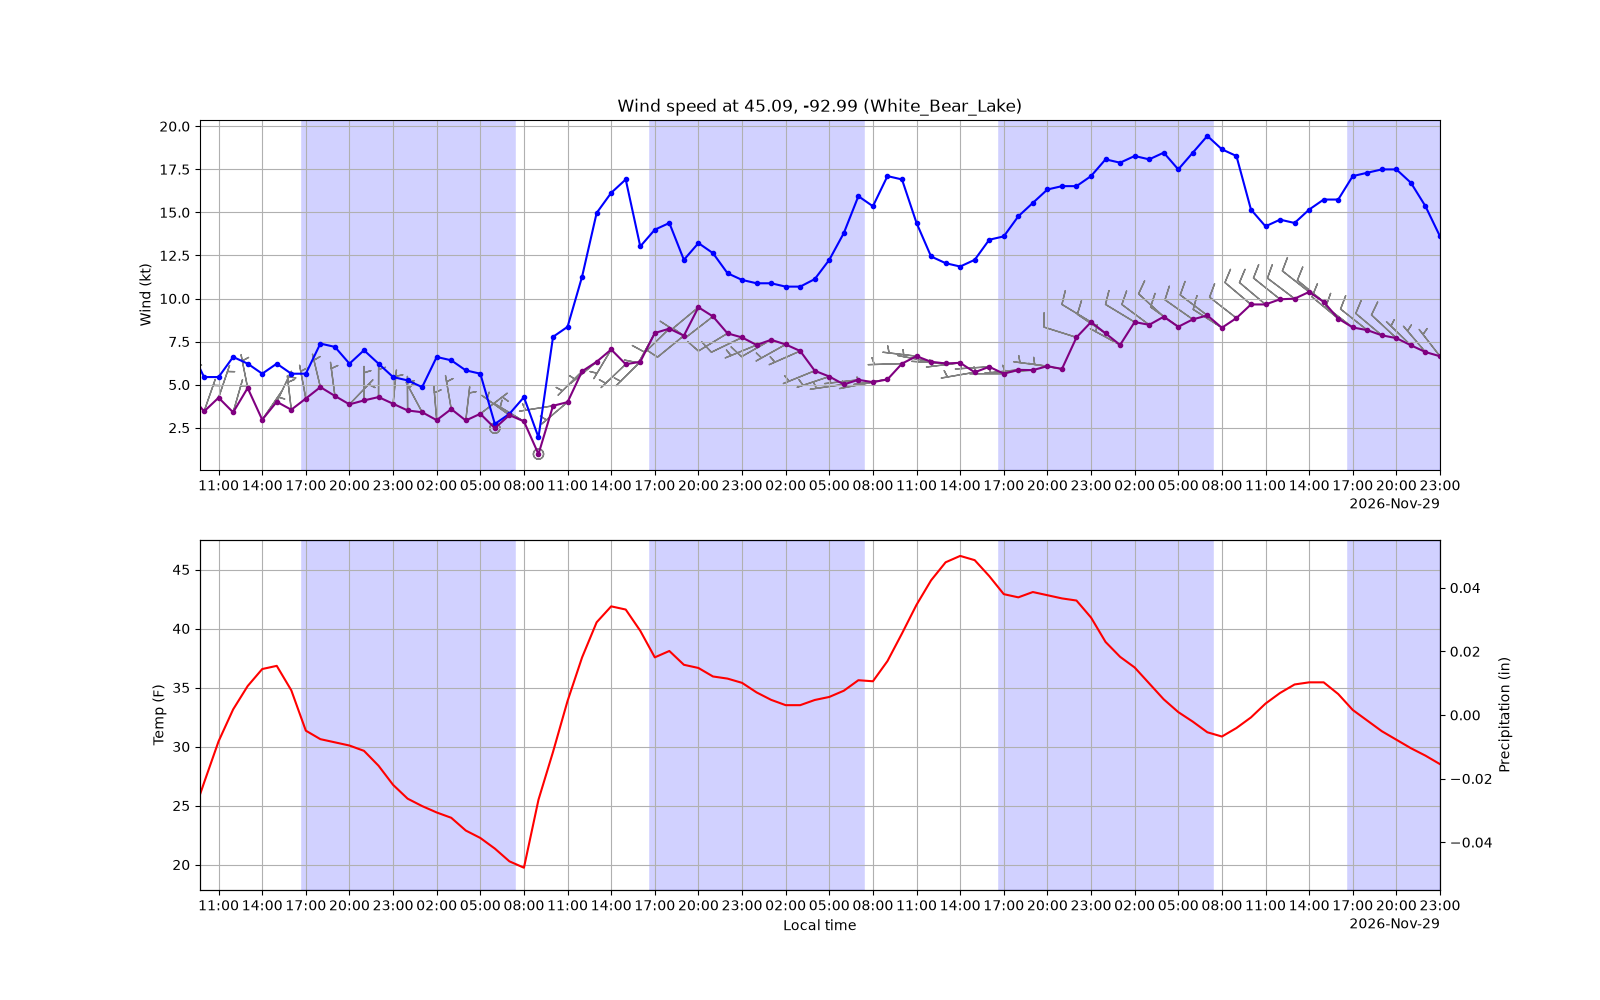 Wind speed at 45.09, -92.99 (White_Bear_Lake)
Wind (kt)
20.0
17.5
15.0
12.5
10.0
7.5
5.0
2.5
11:00 14:00 17:00 20:00 23:00 02:00 05:00 08:00 11:00 14:00 17:00 20:00 23:00 02:00 05:00 08:00 11:00 14:00 17:00 20:00 23:00 02:00 05:00 08:00 11:00 14:00 17:00 20:00 23:00
2026-Nov-29
Temp (F)
45
40
35
30
25
20
0.04
0.02
0.00
−0.02
−0.04
Precipitation (in)
11:00 14:00 17:00 20:00 23:00 02:00 05:00 08:00 11:00 14:00 17:00 20:00 23:00 02:00 05:00 08:00 11:00 14:00 17:00 20:00 23:00 02:00 05:00 08:00 11:00 14:00 17:00 20:00 23:00
Local time
2026-Nov-29